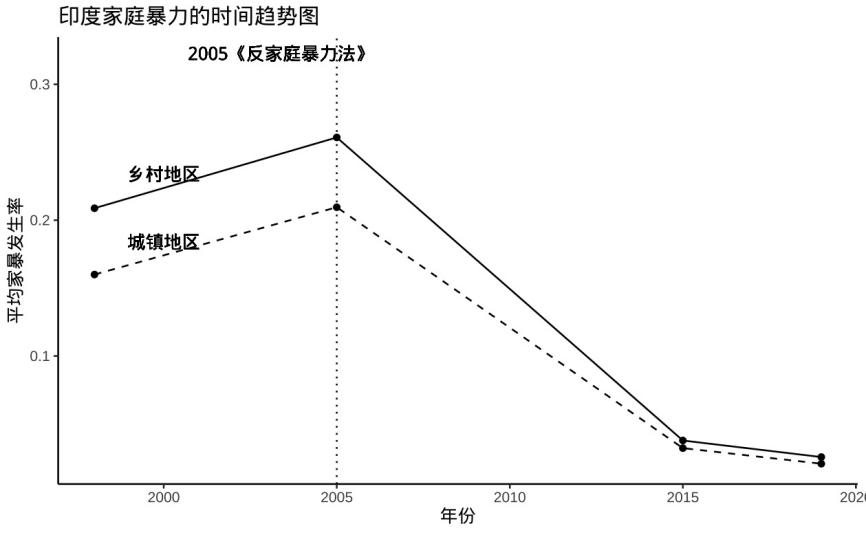 印度家庭暴力的时间趋势图
2005《反家庭暴力法》
乡村地区
城镇地区
平均家暴发生率
0.3
0.2
0.1
2000
2005
2010
2015
2020
年份